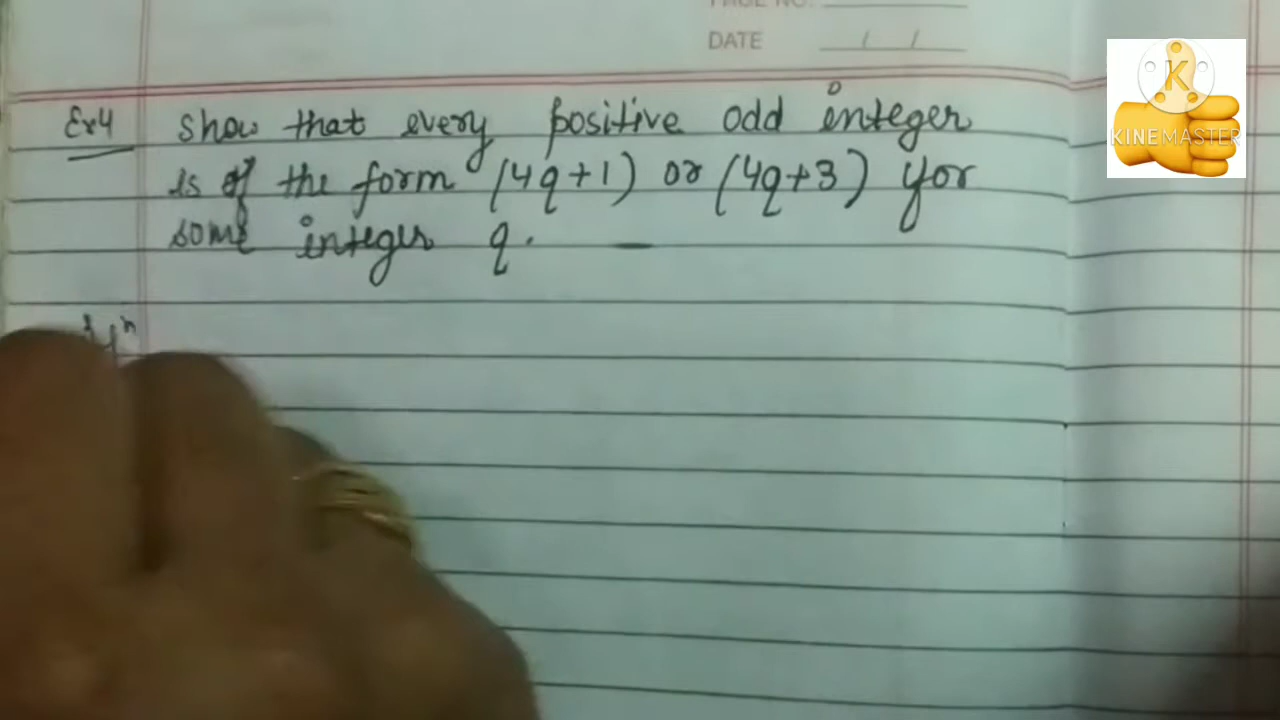 PAGE NO.
DATE / /
KINEMASTER
Ex4 Show that every positive odd integer
is of the form (4q+1) or (4q+3) for
some integer q.